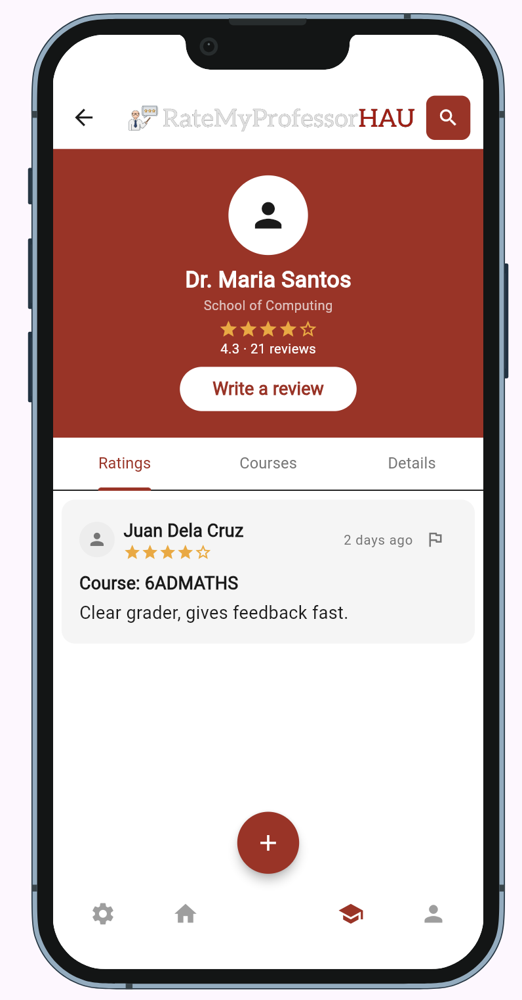 RateMyProfessorHAU
Dr. Maria Santos
School of Computing
4.3 · 21 reviews
Write a review
Ratings Courses Details
Juan Dela Cruz
2 days ago
Course: 6ADMATHS
Clear grader, gives feedback fast.